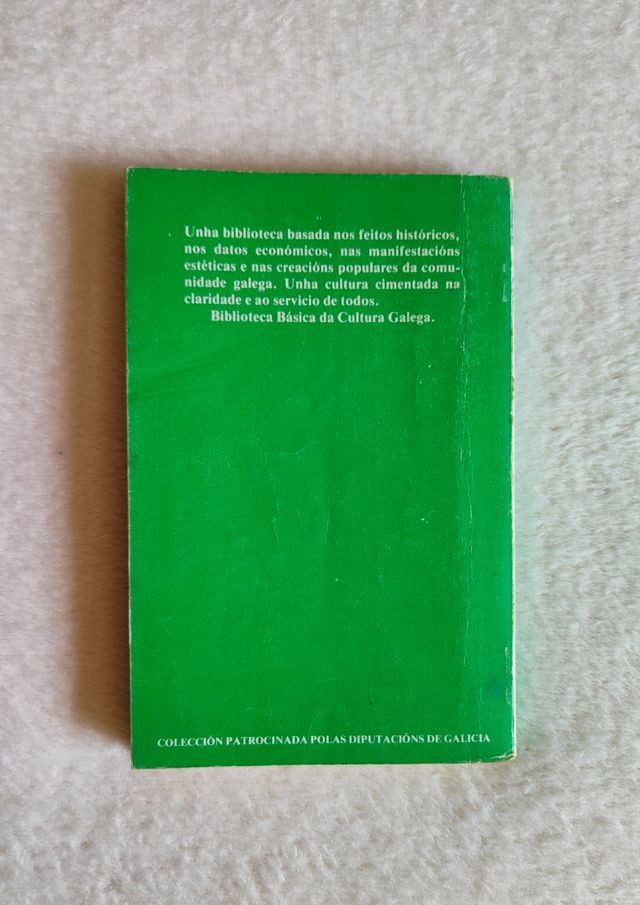 Unha biblioteca basada nos feitos históricos,
nos datos económicos, nas manifestacións
estéticas e nas creacións populares da comu-
nidade galega. Unha cultura cimentada na
claridade e ao servicio de todos.
Biblioteca Básica da Cultura Galega.
COLECCIÓN PATROCINADA POLAS DIPUTACIÓNS DE GALICIA